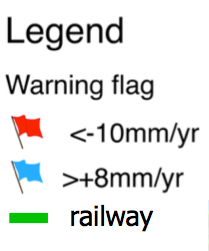 Legend
Warning flag
<-10mm/yr
>+8mm/yr
railway